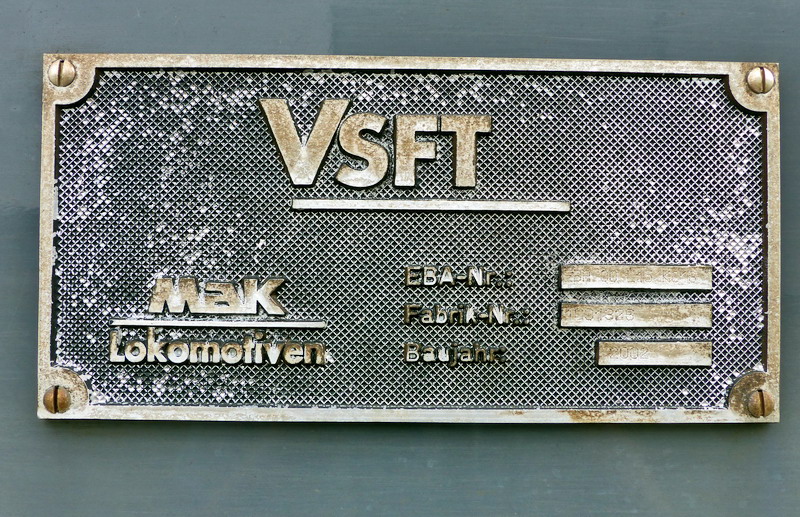 VSFT
MaK
Lokomotiven
EBA-Nr.:
Fabrik-Nr.:
Baujahr: 2002